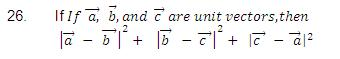 26. If If a⃗, b⃗, and c⃗ are unit vectors, then
|a⃗ - b⃗|² + |b⃗ - c⃗|² + |c⃗ - a⃗|²